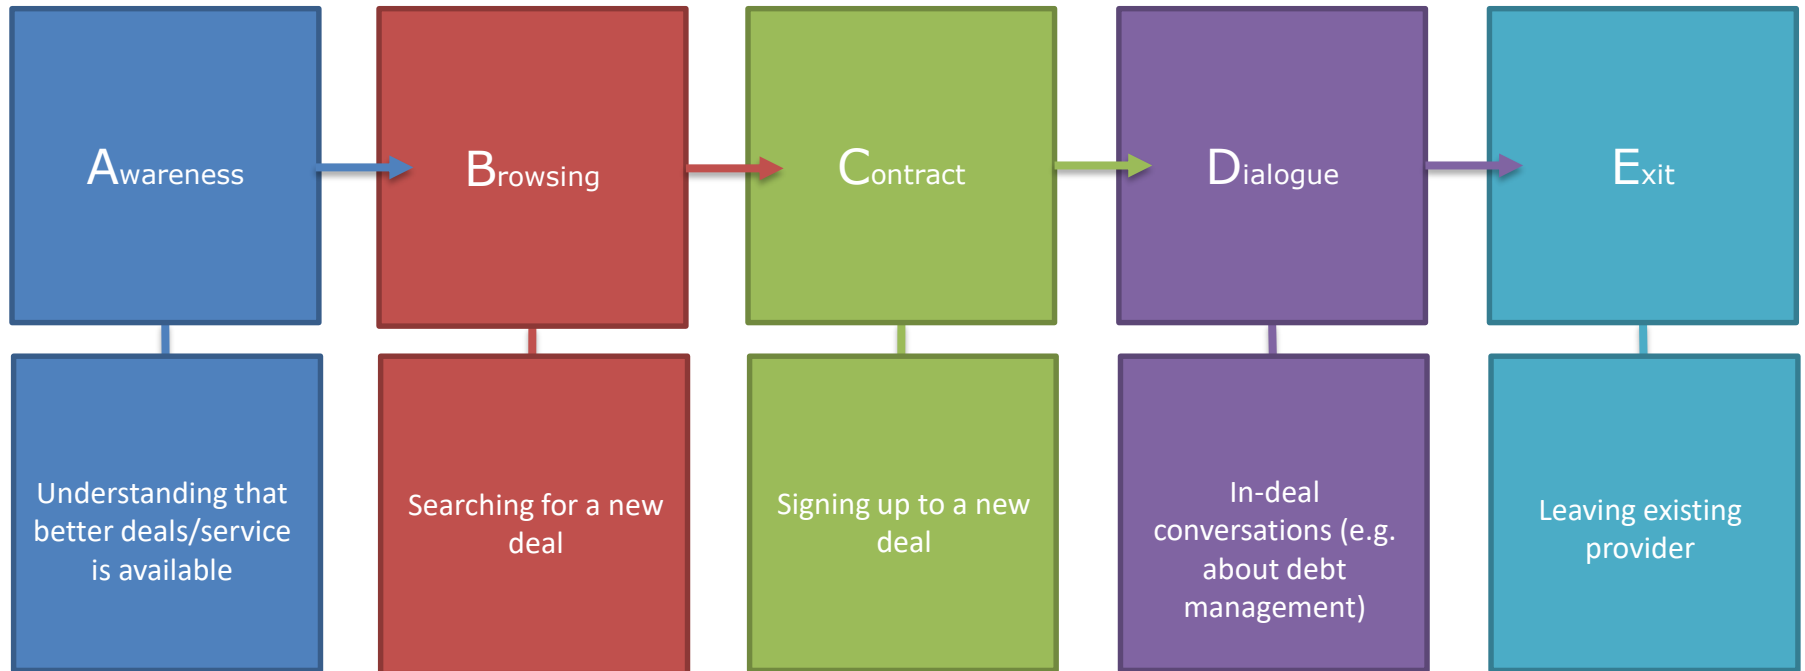 Awareness
Browsing
Contract
Dialogue
Exit
Understanding that
better deals/service
is available
Searching for a new
deal
Signing up to a new
deal
In-deal
conversations (e.g.
about debt
management)
Leaving existing
provider